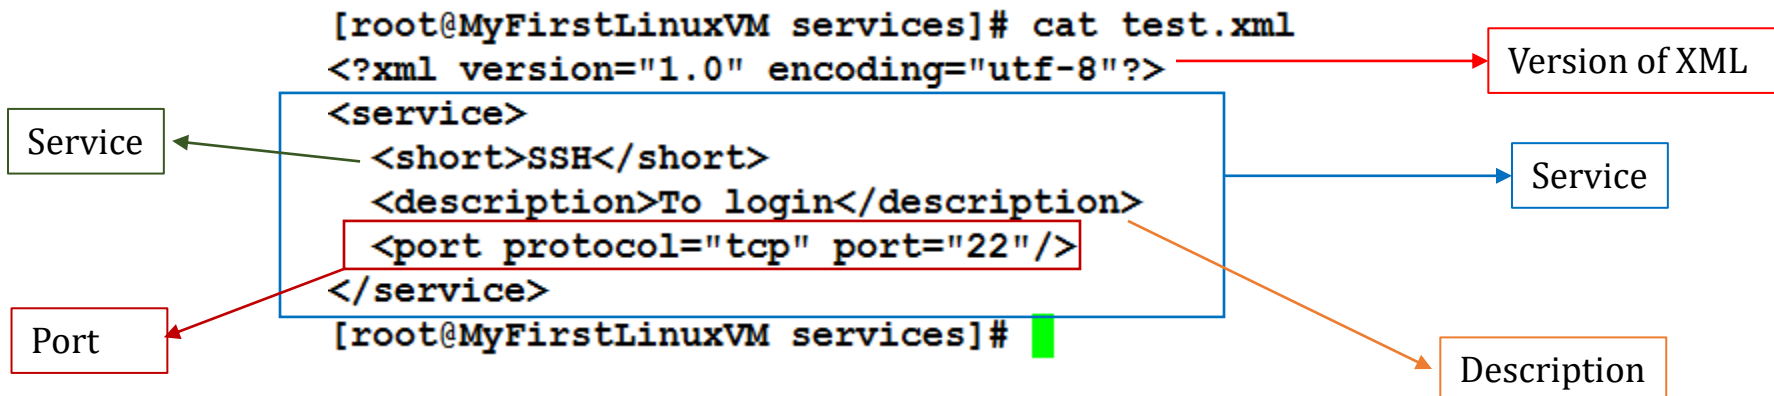 [root@MyFirstLinuxVM services]# cat test.xml
<?xml version="1.0" encoding="utf-8"?>
Version of XML
<service>
Service
<short>SSH</short>
Service
<description>To login</description>
<port protocol="tcp" port="22"/>
</service>
Port
[root@MyFirstLinuxVM services]#
Description